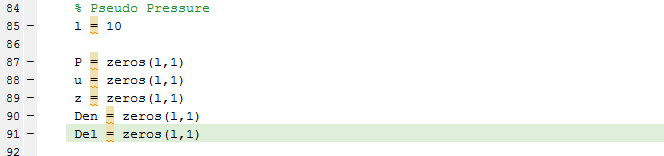 84 % Pseudo Pressure
85 – l = 10
86
87 – P = zeros(l,1)
88 – u = zeros(l,1)
89 – z = zeros(l,1)
90 – Den = zeros(l,1)
91 – Del = zeros(l,1)
92